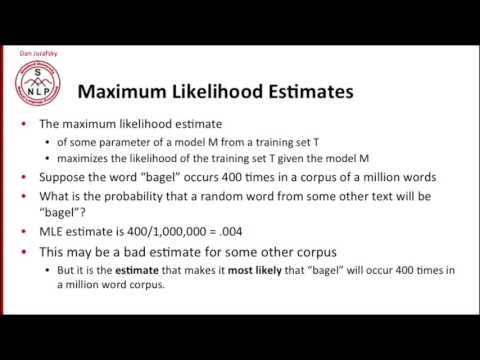 Dan Jurafsky
S
NLP
Maximum Likelihood Estimates
• The maximum likelihood estimate
• of some parameter of a model M from a training set T
• maximizes the likelihood of the training set T given the model M
• Suppose the word "bagel" occurs 400 times in a corpus of a million words
• What is the probability that a random word from some other text will be
"bagel"?
• MLE estimate is 400/1,000,000 = .004
• This may be a bad estimate for some other corpus
• But it is the estimate that makes it most likely that "bagel" will occur 400 times in
a million word corpus.